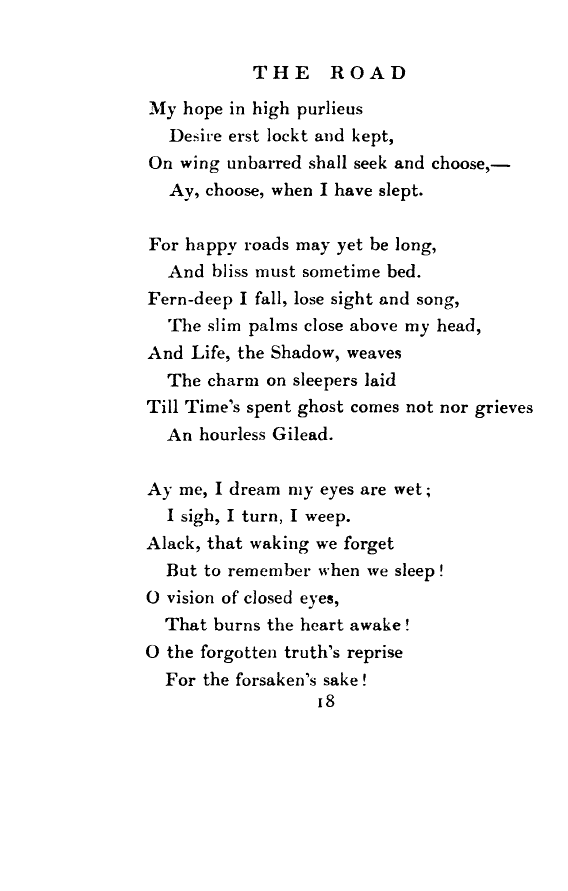 THE ROAD
My hope in high purlieus
Desire erst lockt and kept,
On wing unbarred shall seek and choose,—
Ay, choose, when I have slept.

For happy roads may yet be long,
And bliss must sometime bed.
Fern-deep I fall, lose sight and song,
The slim palms close above my head,
And Life, the Shadow, weaves
The charm on sleepers laid
Till Time's spent ghost comes not nor grieves
An hourless Gilead.

Ay me, I dream my eyes are wet;
I sigh, I turn, I weep.
Alack, that waking we forget
But to remember when we sleep!
O vision of closed eyes,
That burns the heart awake!
O the forgotten truth's reprise
For the forsaken's sake!
18